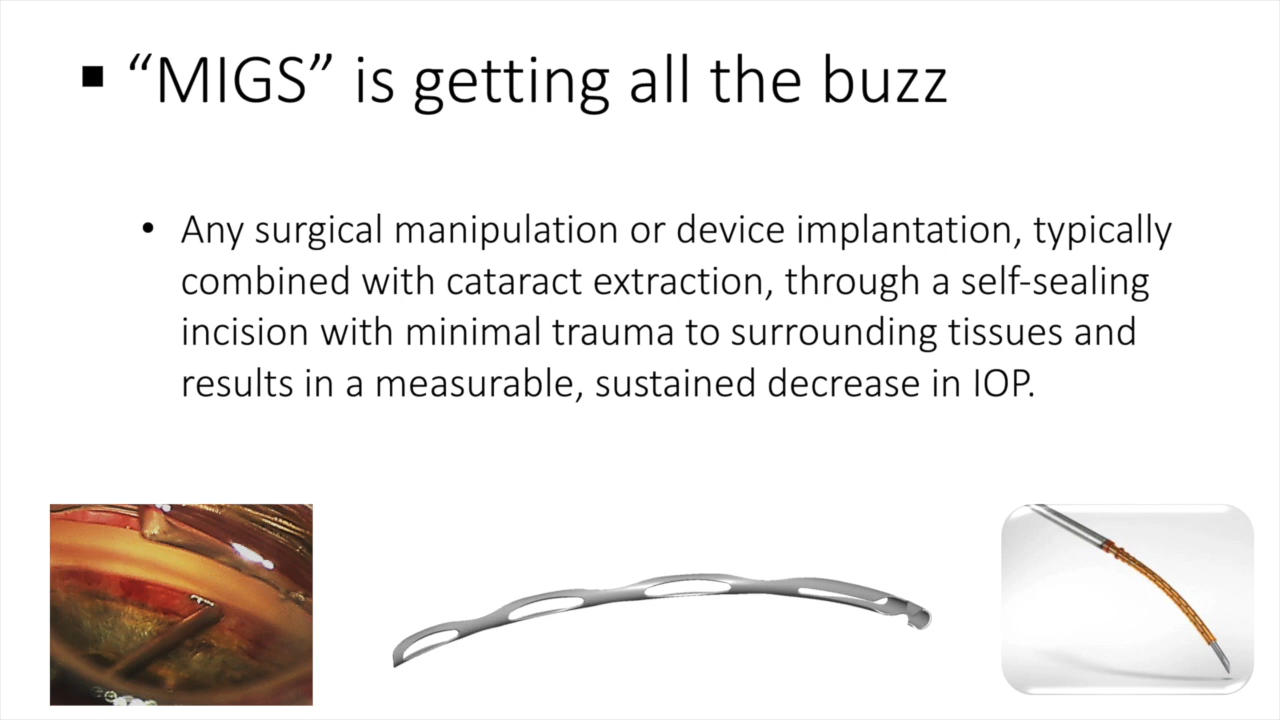 ▪ “MIGS” is getting all the buzz
• Any surgical manipulation or device implantation, typically
combined with cataract extraction, through a self-sealing
incision with minimal trauma to surrounding tissues and
results in a measurable, sustained decrease in IOP.